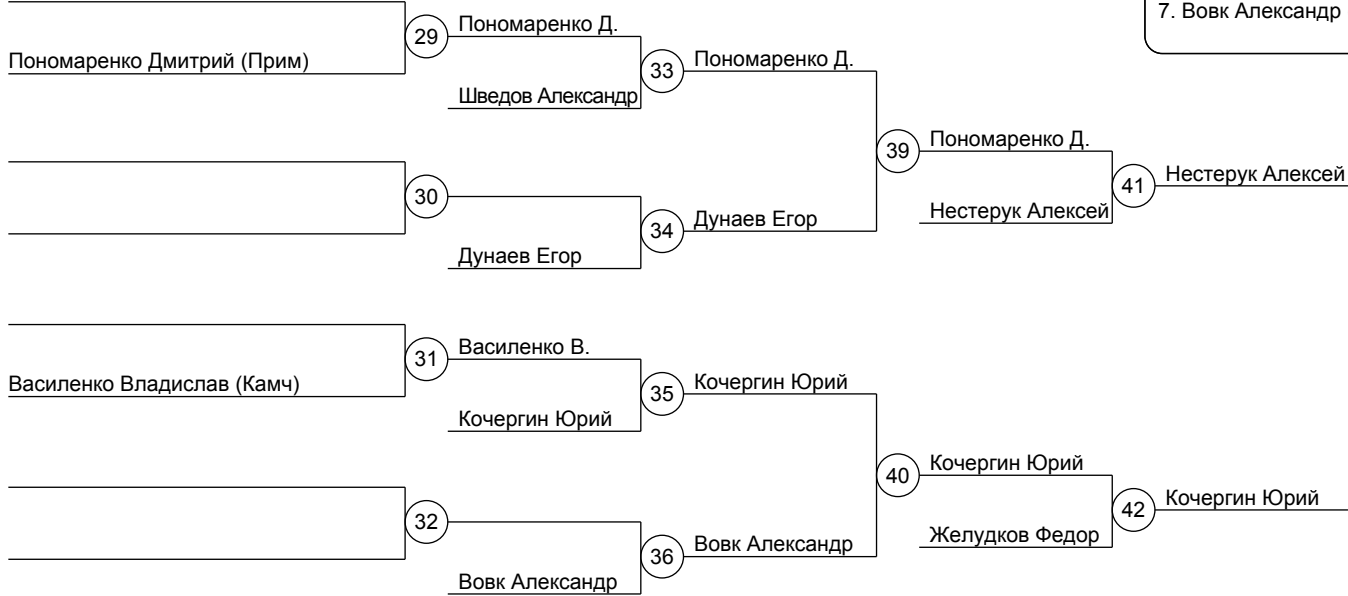 7. Вовк Александр
29
Пономаренко Д.
Пономаренко Дмитрий (Прим)
33
Пономаренко Д.
Шведов Александр
39
Пономаренко Д.
41
Нестерук Алексей
30
Нестерук Алексей
34
Дунаев Егор
Дунаев Егор
31
Василенко В.
Василенко Владислав (Камч)
35
Кочергин Юрий
Кочергин Юрий
40
Кочергин Юрий
42
Кочергин Юрий
32
Желудков Федор
36
Вовк Александр
Вовк Александр